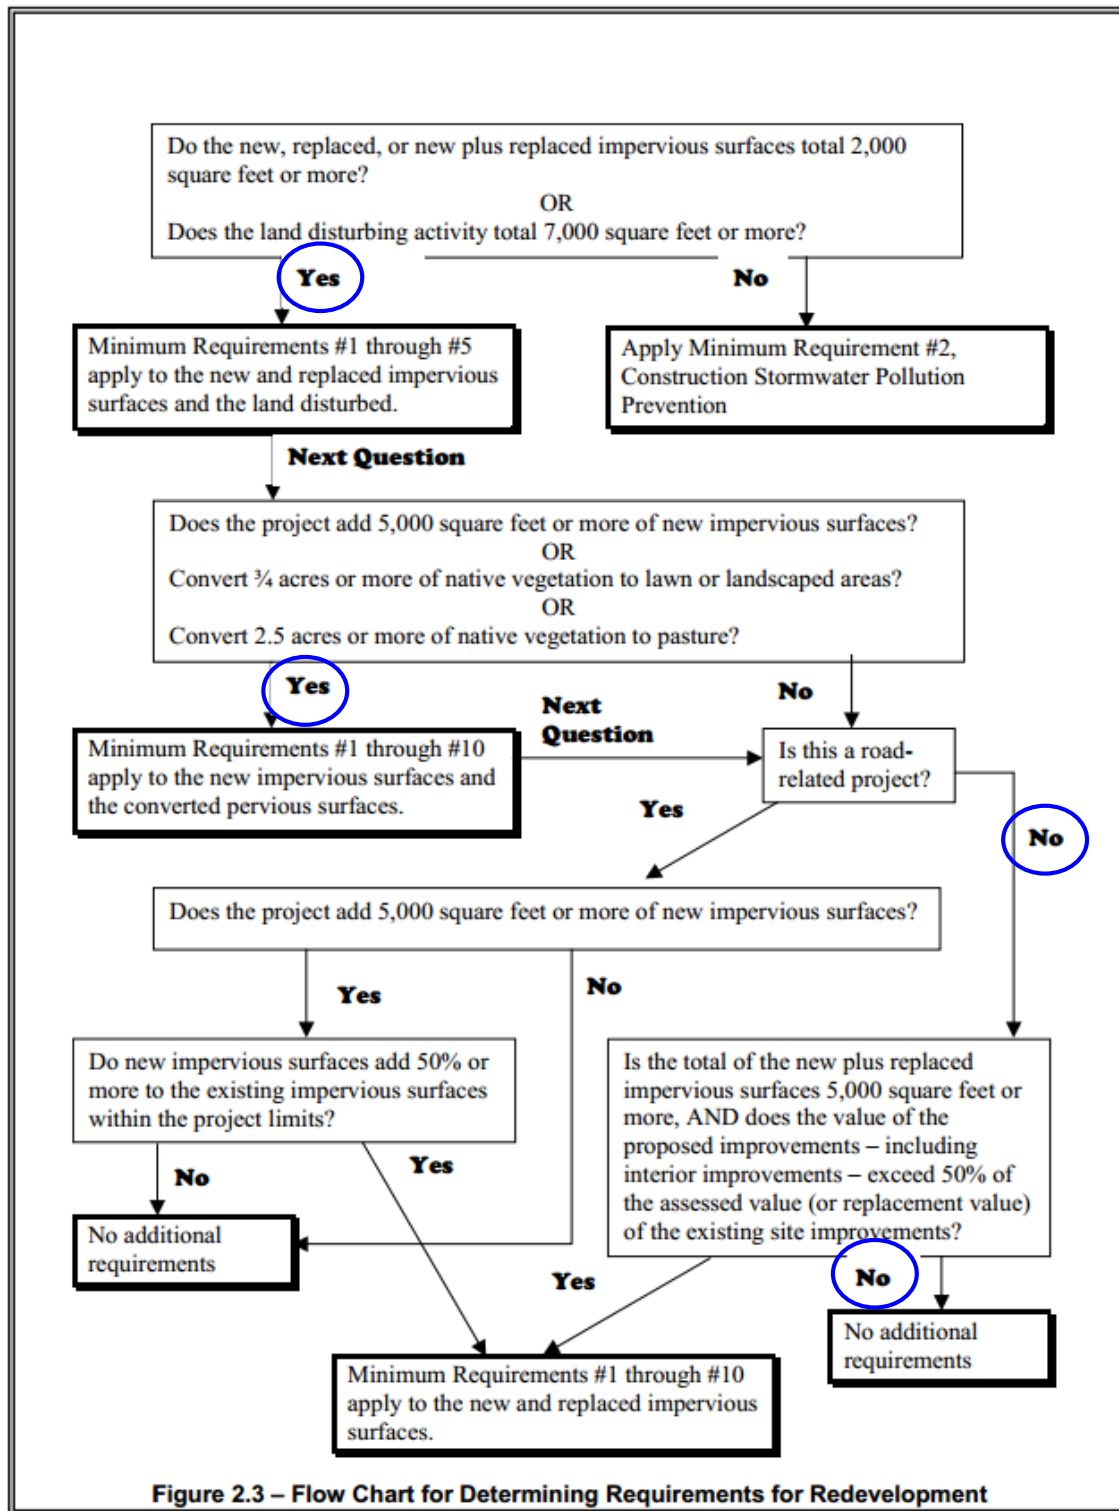 Do the new, replaced, or new plus replaced impervious surfaces total 2,000
square feet or more?
OR
Does the land disturbing activity total 7,000 square feet or more?
Yes
No
Minimum Requirements #1 through #5
apply to the new and replaced impervious
surfaces and the land disturbed.
Apply Minimum Requirement #2,
Construction Stormwater Pollution
Prevention
Next Question
Does the project add 5,000 square feet or more of new impervious surfaces?
OR
Convert ¾ acres or more of native vegetation to lawn or landscaped areas?
OR
Convert 2.5 acres or more of native vegetation to pasture?
Yes
No
Next
Question
Minimum Requirements #1 through #10
apply to the new impervious surfaces and
the converted pervious surfaces.
Is this a road-
related project?
Yes
No
Does the project add 5,000 square feet or more of new impervious surfaces?
Yes
No
Do new impervious surfaces add 50% or
more to the existing impervious surfaces
within the project limits?
Is the total of the new plus replaced
impervious surfaces 5,000 square feet or
more, AND does the value of the
proposed improvements – including
interior improvements – exceed 50% of
the assessed value (or replacement value)
of the existing site improvements?
No
Yes
No additional
requirements
Yes
No
No additional
requirements
Minimum Requirements #1 through #10
apply to the new and replaced impervious
surfaces.
Figure 2.3 – Flow Chart for Determining Requirements for Redevelopment